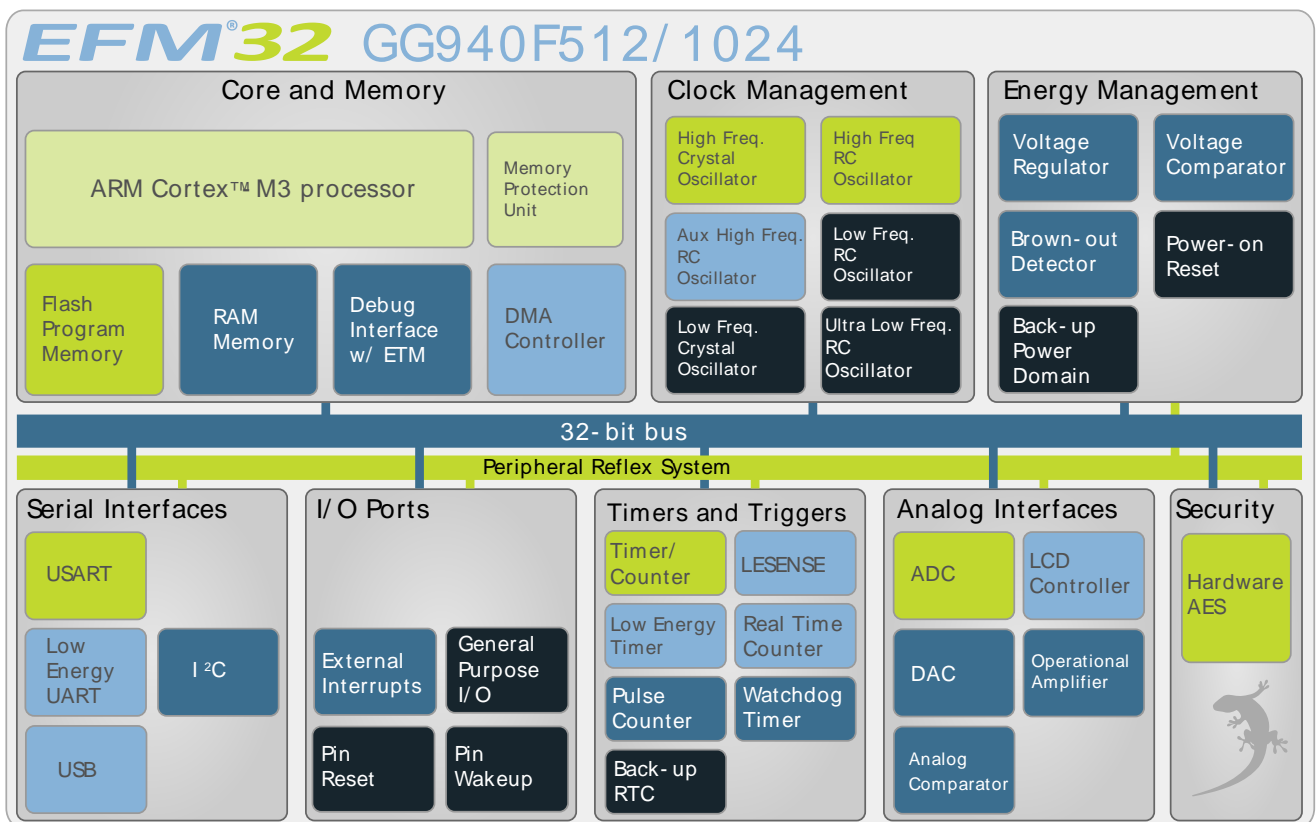 EFM®32 GG940F512/1024
Core and Memory
ARM Cortex™ M3 processor
Memory
Protection
Unit
Flash
Program
Memory
RAM
Memory
Debug
Interface
w/ ETM
DMA
Controller
Clock Management
High Freq.
Crystal
Oscillator
High Freq
RC
Oscillator
Aux High Freq.
RC
Oscillator
Low Freq.
RC
Oscillator
Low Freq.
Crystal
Oscillator
Ultra Low Freq.
RC
Oscillator
Energy Management
Voltage
Regulator
Voltage
Comparator
Brown-out
Detector
Power-on
Reset
Back-up
Power
Domain
32-bit bus
Peripheral Reflex System
Serial Interfaces
USART
Low
Energy
UART
I²C
USB
I/O Ports
External
Interrupts
General
Purpose
I/O
Pin
Reset
Pin
Wakeup
Timers and Triggers
Timer/
Counter
LESENSE
Low Energy
Timer
Real Time
Counter
Pulse
Counter
Watchdog
Timer
Back-up
RTC
Analog Interfaces
ADC
LCD
Controller
DAC
Operational
Amplifier
Analog
Comparator
Security
Hardware
AES